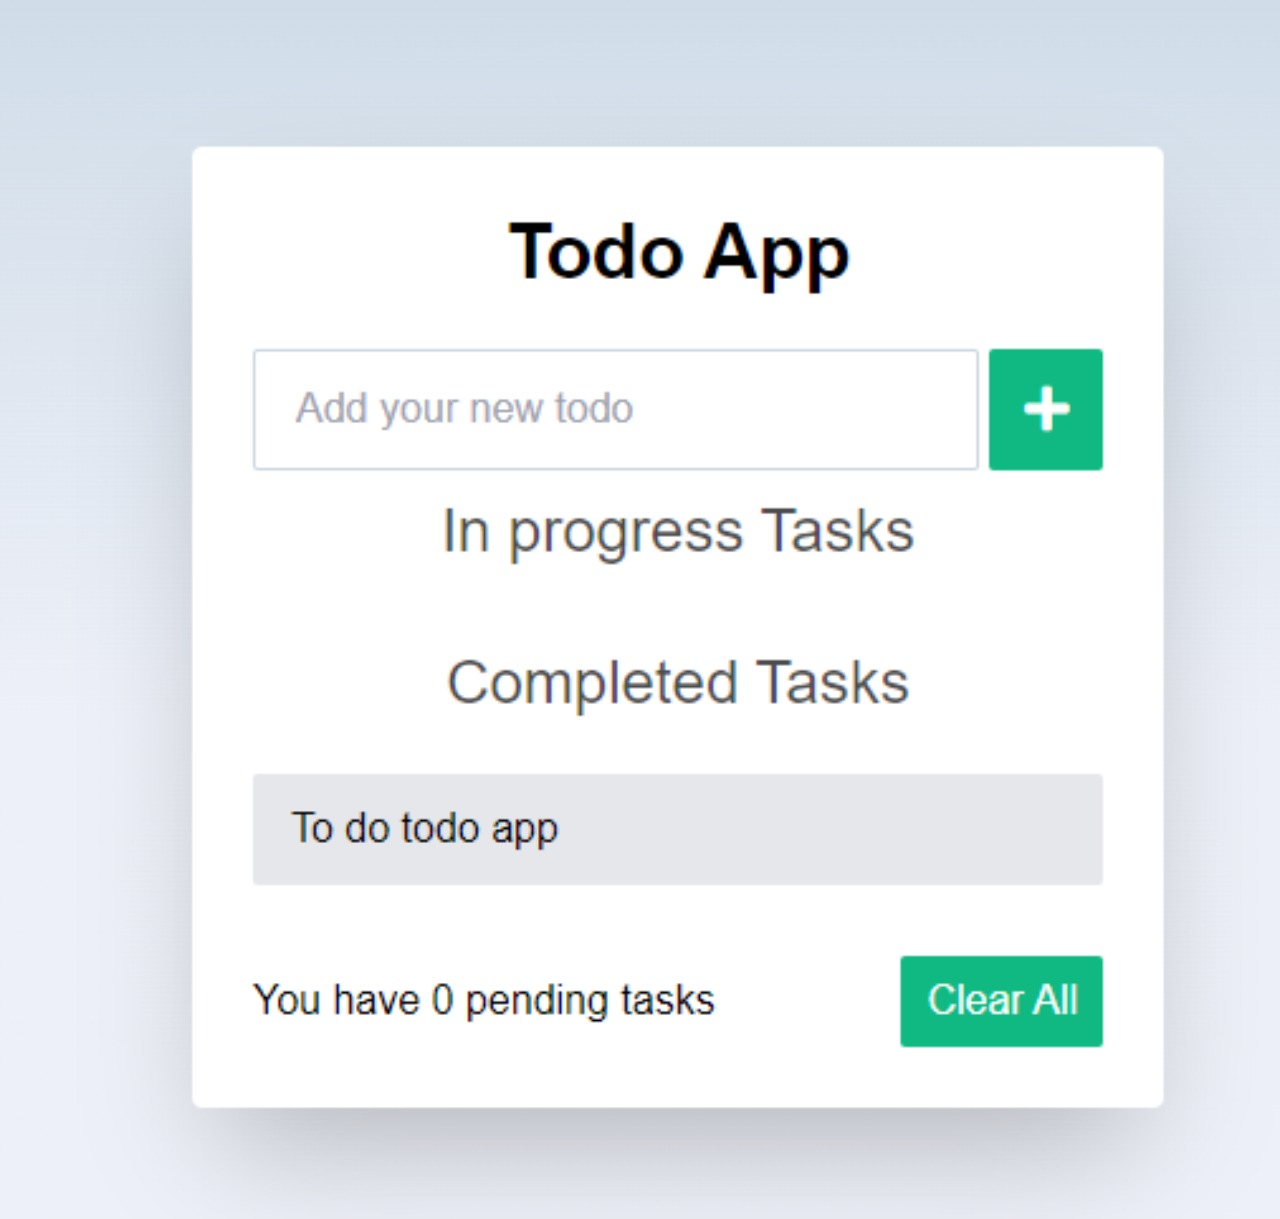 Todo App
Add your new todo
In progress Tasks
Completed Tasks
To do todo app
You have 0 pending tasks
Clear All